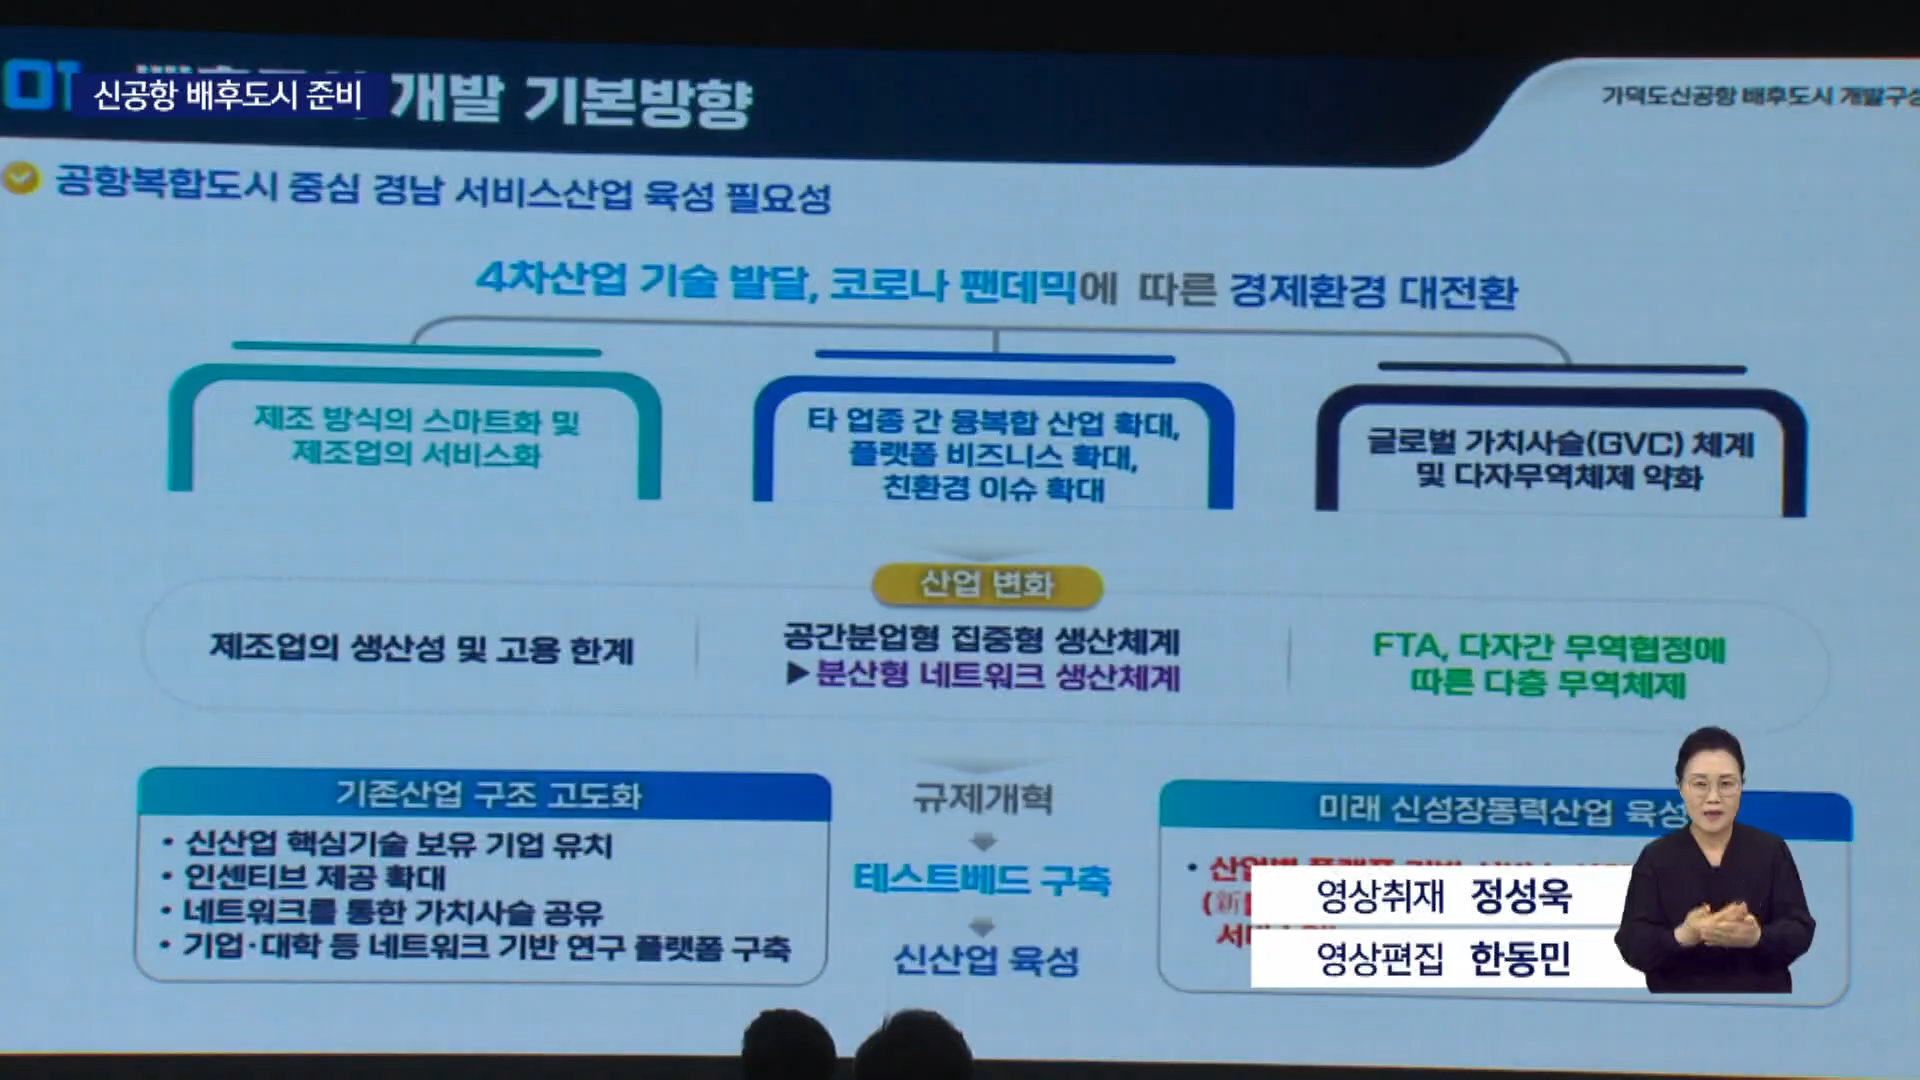 신공항 배후도시 준비
개발 기본방향
가덕도신공항 배후도시 개발구상
공항복합도시 중심 경남 서비스산업 육성 필요성
4차산업 기술 발달, 코로나 팬데믹에 따른 경제환경 대전환
제조 방식의 스마트화 및
제조업의 서비스화
타 업종 간 융복합 산업 확대,
플랫폼 비즈니스 확대,
친환경 이슈 확대
글로벌 가치사슬(GVC) 체계
및 다자무역체제 약화
산업 변화
제조업의 생산성 및 고용 한계
공간분업형 집중형 생산체계
▶분산형 네트워크 생산체계
FTA, 다자간 무역협정에
따른 다층 무역체제
기존산업 구조 고도화
• 신산업 핵심기술 보유 기업 유치
• 인센티브 제공 확대
• 네트워크를 통한 가치사슬 공유
• 기업·대학 등 네트워크 기반 연구 플랫폼 구축
규제개혁
테스트베드 구축
신산업 육성
미래 신성장동력산업 육성
영상취재 정성욱
영상편집 한동민